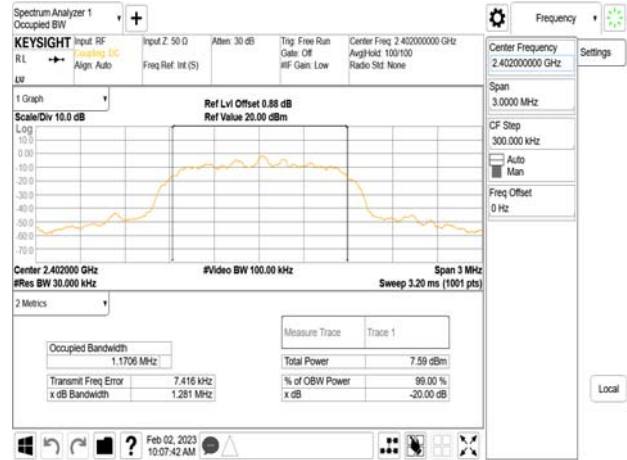 Spectrum Analyzer 1
Occupied BW
+
Frequency
KEYSIGHT Input: RF Input Z: 50 Ω Atten: 30 dB Trig: Free Run Center Freq: 2.402000000 GHz
RL Coupling: DC Gate: Off Avg|Hold: 100/100
Align: Auto Freq Ref: Int (S) #IF Gain: Low Radio Std: None
LU
Center Frequency
2.402000000 GHz
Settings
Span
3.0000 MHz
CF Step
300.000 kHz
Auto
Man
Freq Offset
0 Hz
Local
1 Graph
Ref Lvl Offset 0.88 dB
Scale/Div 10.0 dB Ref Value 20.00 dBm
Log
10.0
0.00
-10.0
-20.0
-30.0
-40.0
-50.0
-60.0
-70.0
Center 2.402000 GHz #Video BW 100.00 kHz Span 3 MHz
#Res BW 30.000 kHz Sweep 3.20 ms (1001 pts)
2 Metrics
Measure Trace Trace 1
Occupied Bandwidth
1.1706 MHz
Total Power 7.59 dBm
Transmit Freq Error 7.416 kHz % of OBW Power 99.00 %
x dB Bandwidth 1.281 MHz x dB -20.00 dB
? Feb 02, 2023
10:07:42 AM